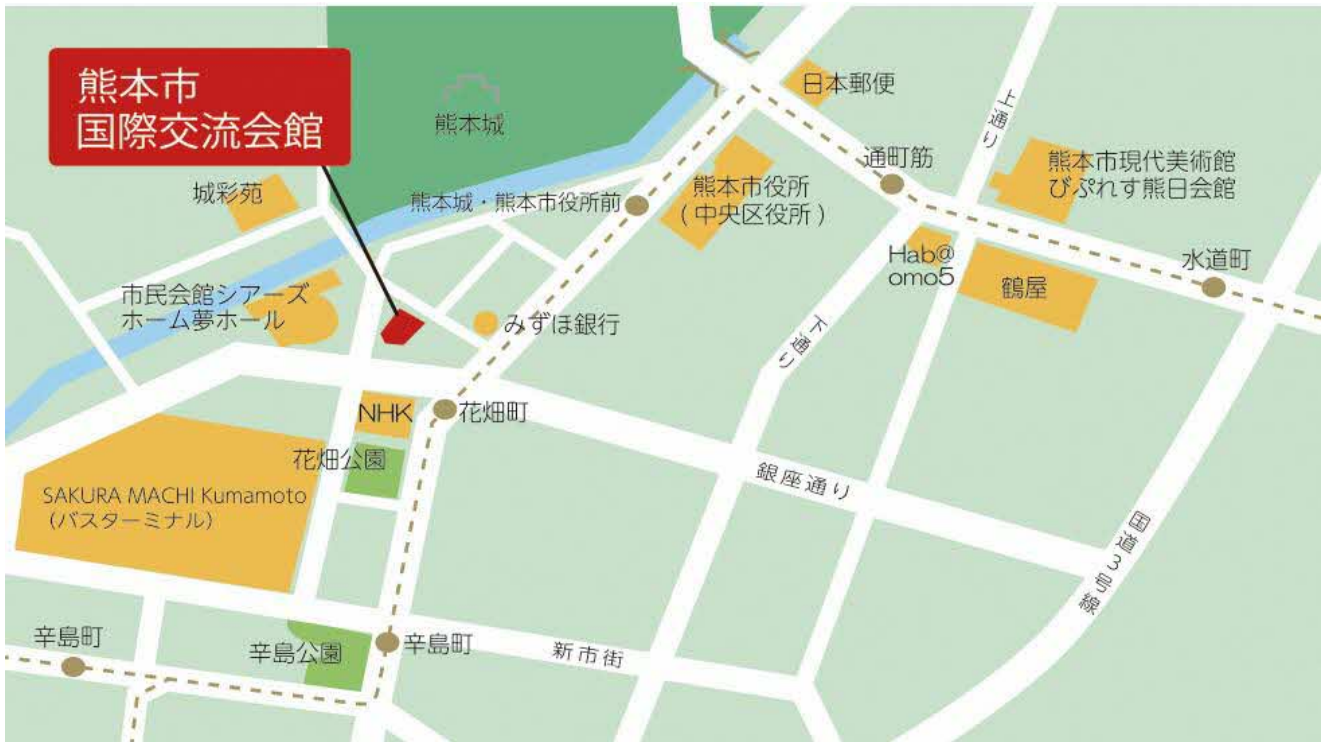 熊本市
国際交流会館
熊本城
日本郵便
上通り
城彩苑
熊本城・熊本市役所前
熊本市役所
(中央区役所)
通町筋
熊本市現代美術館
びぷれす熊日会館
Hab@
omo5
鶴屋
水道町
市民会館シアーズ
ホーム夢ホール
みずほ銀行
下通り
NHK
花畑町
花畑公園
銀座通り
SAKURA MACHI Kumamoto
(バスターミナル)
国道3号線
辛島町
辛島公園
辛島町
新市街